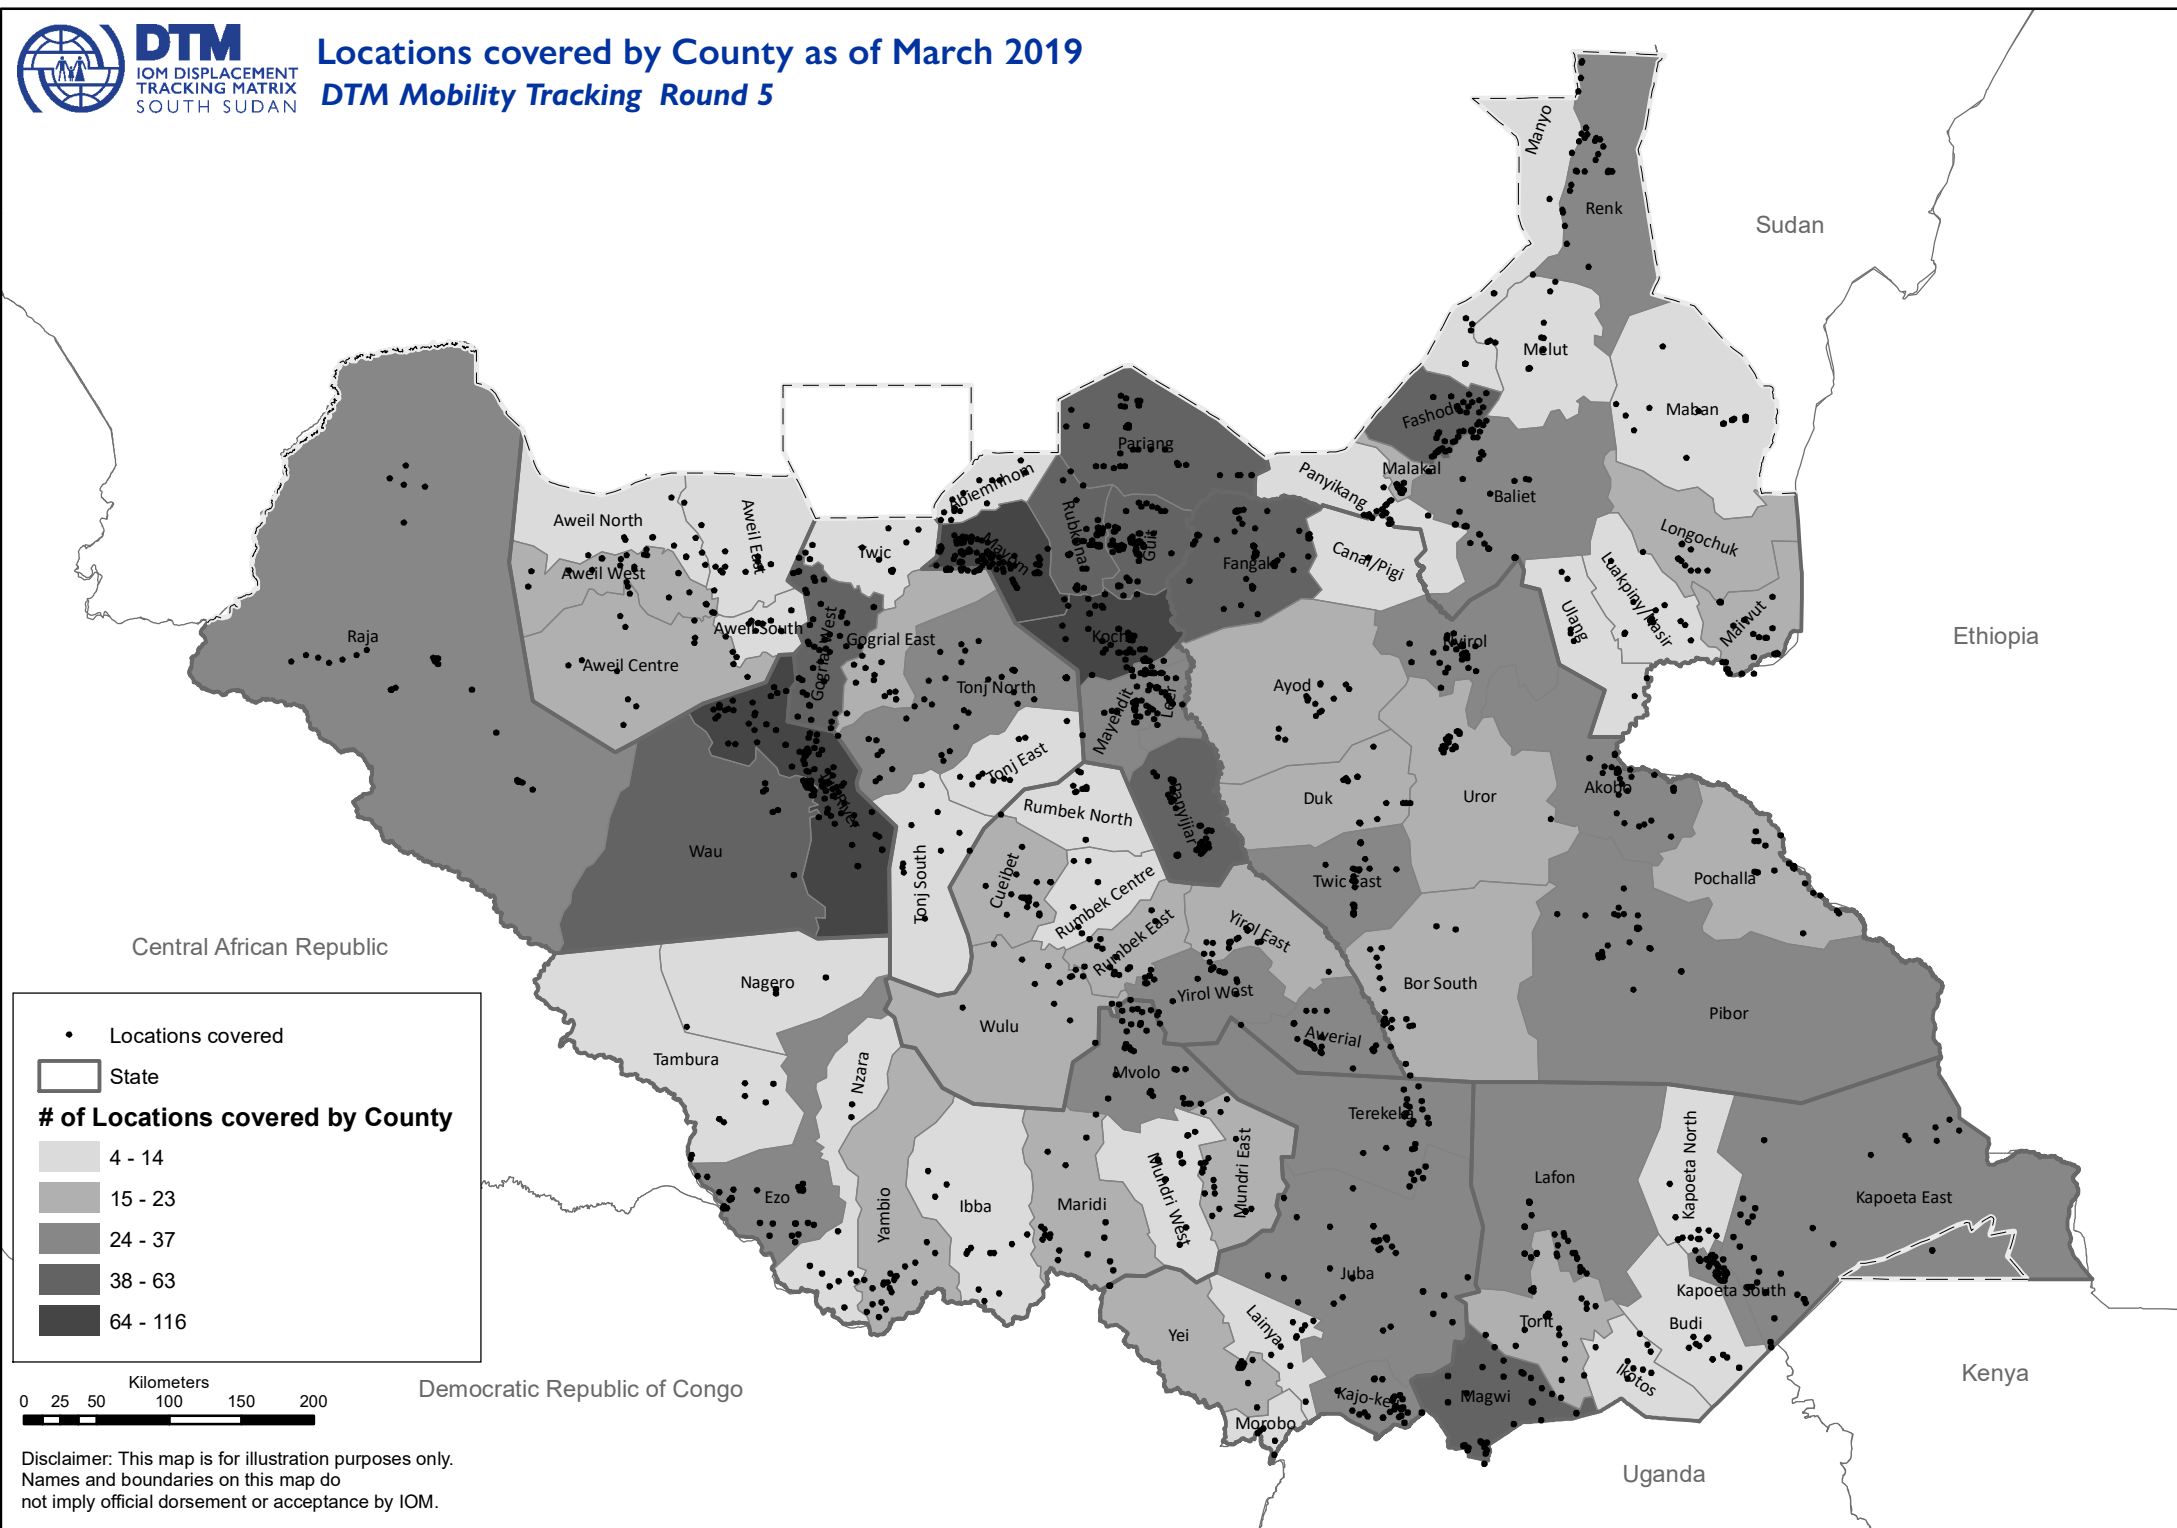 DTM
IOM DISPLACEMENT
TRACKING MATRIX
SOUTH SUDAN
Locations covered by County as of March 2019
DTM Mobility Tracking Round 5
Manyo
Renk
Sudan
Melut
Maban
Fashod
Pariang
Malakal
Panyikang
Baliet
Abiemnhom
Rubkona
Guit
Mayom
Twic
Aweil North
Aweil East
Aweil West
Fangak
Canal/Pigi
Longochuk
Luakpiny/Nasir
Ulang
Maiwut
Raja
Aweil South
Aweil Centre
Gogrial West
Gogrial East
Koch
Nyirol
Ethiopia
Tonj North
Mayendit
Leer
Ayod
Tonj East
Panyijiar
Duk
Uror
Akobo
Rumbek North
Wau
Tonj South
Cueibet
Rumbek Centre
Twic East
Pochalla
Rumbek East
Yirol East
Central African Republic
Nagero
Yirol West
Bor South
Pibor
Wulu
Awerial
Tambura
Nzara
Mvolo
Terekeka
Ezo
Yambio
Ibba
Maridi
Mundri West
Mundri East
Lafon
Kapoeta North
Kapoeta East
Juba
Kapoeta South
Yei
Lainya
Torit
Budi
Ikotos
Kajo-keji
Magwi
Morobo
Kenya
Uganda
Democratic Republic of Congo
Locations covered
State
# of Locations covered by County
4 - 14
15 - 23
24 - 37
38 - 63
64 - 116
Kilometers
0 25 50 100 150 200
Disclaimer: This map is for illustration purposes only.
Names and boundaries on this map do
not imply official dorsement or acceptance by IOM.